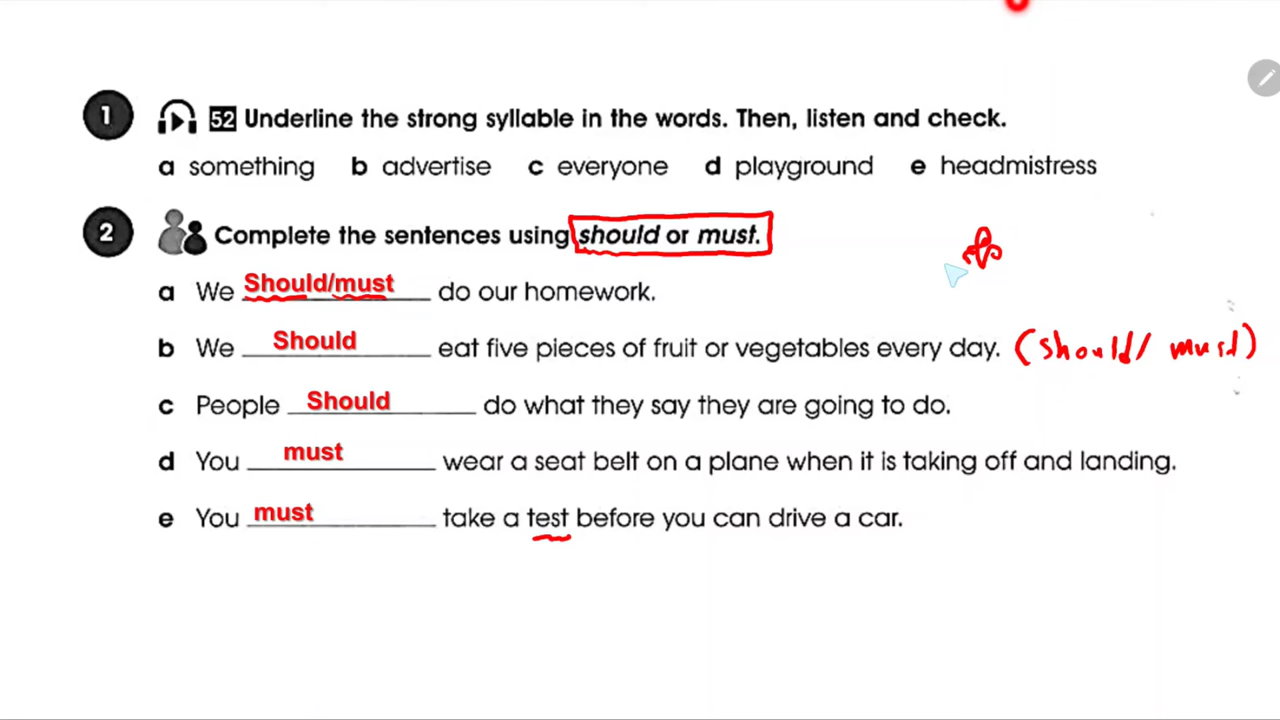 1 52 Underline the strong syllable in the words. Then, listen and check.
a something b advertise c everyone d playground e headmistress
2 Complete the sentences using should or must.
a We Should/must do our homework.
b We Should eat five pieces of fruit or vegetables every day. (should/ must)
c People Should do what they say they are going to do.
d You must wear a seat belt on a plane when it is taking off and landing.
e You must take a test before you can drive a car.